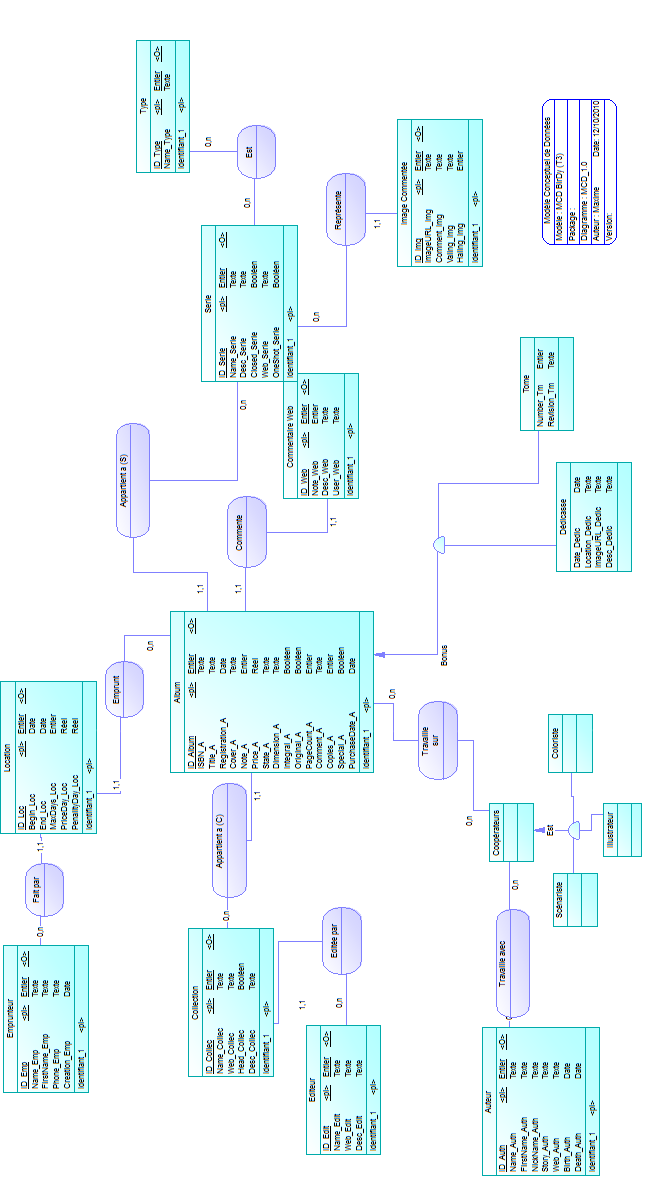 Type
ID_Type <pi> Entier <O>
Name_Type Texte
Identifiant_1 <pi>
0,n
Est
0,n
Serie
ID_Serie <pi> Entier <O>
Name_Serie Texte
Desc_Serie Texte
Closed_Serie Booléen
Web_Serie Texte
OneShot_Serie Booléen
Identifiant_1 <pi>
0,n
Représente
1,1
Image Commentée
ID_Img <pi> Entier <O>
ImageURL_Img Texte
Comment_Img Texte
Valing_Img Texte
Haling_Img Entier
Identifiant_1 <pi>
Modèle Conceptuel de Données
Modèle : MCD BirDy (T3)
Package :
Diagramme : MCD_1.0
Auteur : Maxime Date: 12/10/2010
Version:
0,n
Appartient a (S)
1,1
Commentaire Web
ID_Web <pi> Entier <O>
Note_Web Entier
Desc_Web Texte
User_Web Texte
Identifiant_1 <pi>
1,1
Commente
1,1
Tome
Number_Tm Entier
Revision_Tm Texte
Dédicasse
Date_Dedic Date
Location_Dedic Texte
ImageURL_Dedic Texte
Desc_Dedic Texte
Bonus
Location
ID_Loc <pi> Entier <O>
Begin_Loc Date
End_Loc Date
MaxDays_Loc Entier
PriceDay_Loc Réel
PenalityDay_Loc Réel
Identifiant_1 <pi>
1,1
Emprunt
0,n
Album
ID_Album <pi> Entier <O>
ISBN_A Texte
Title_A Texte
Registration_A Date
Cover_A Texte
Note_A Entier
Price_A Réel
State_A Texte
Dimension_A Texte
Integral_A Booléen
Original_A Booléen
PageCount_A Entier
Comment_A Texte
Copies_A Entier
Special_A Booléen
PurchaseDate_A Date
Identifiant_1 <pi>
0,n
Travaille
sur
0,n
Coopérateurs
Est
Coloriste
Illustrateur
Scénariste
0,n
Travaille avec
Auteur
ID_Auth <pi> Entier <O>
Name_Auth Texte
FirstName_Auth Texte
NickName_Auth Texte
Story_Auth Texte
Web_Auth Texte
Birth_Auth Date
Death_Auth Date
Identifiant_1 <pi>
1,1
Appartient a (C)
0,n
Collection
ID_Collec <pi> Entier <O>
Name_Collec Texte
Web_Collec Texte
Head_Collec Booléen
Desc_Collec Texte
Identifiant_1 <pi>
1,1
Editée par
0,n
Editeur
ID_Edit <pi> Entier <O>
Name_Edit Texte
Web_Edit Texte
Desc_Edit Texte
Identifiant_1 <pi>
1,1
Fait par
0,n
Emprunteur
ID_Emp <pi> Entier <O>
Name_Emp Texte
FirstName_Emp Texte
Phone_Emp Texte
Creation_Emp Date
Identifiant_1 <pi>